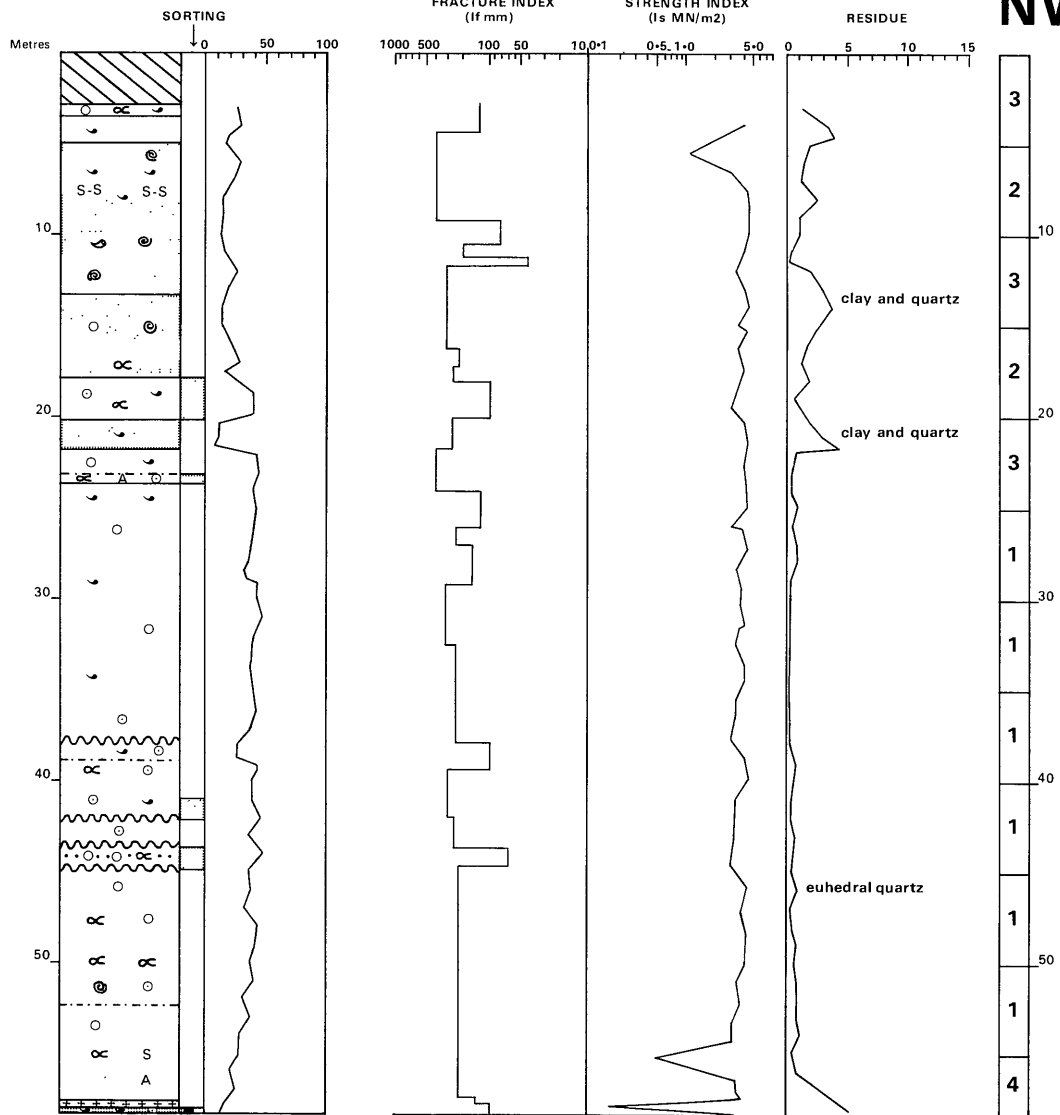 SORTING
FRACTURE INDEX
(If mm)
STRENGTH INDEX
(Is MN/m2)
RESIDUE
NV
Metres
0 50 100
1000 500 100 50 10
0·1 0·5 1·0 5·0
0 5 10 15
3
S-S S-S
2
10 10
3
clay and quartz
2
20 20
clay and quartz
A
3
1
30 30
1
1
40 40
1
euhedral quartz
1
50 50
1
S
A
4